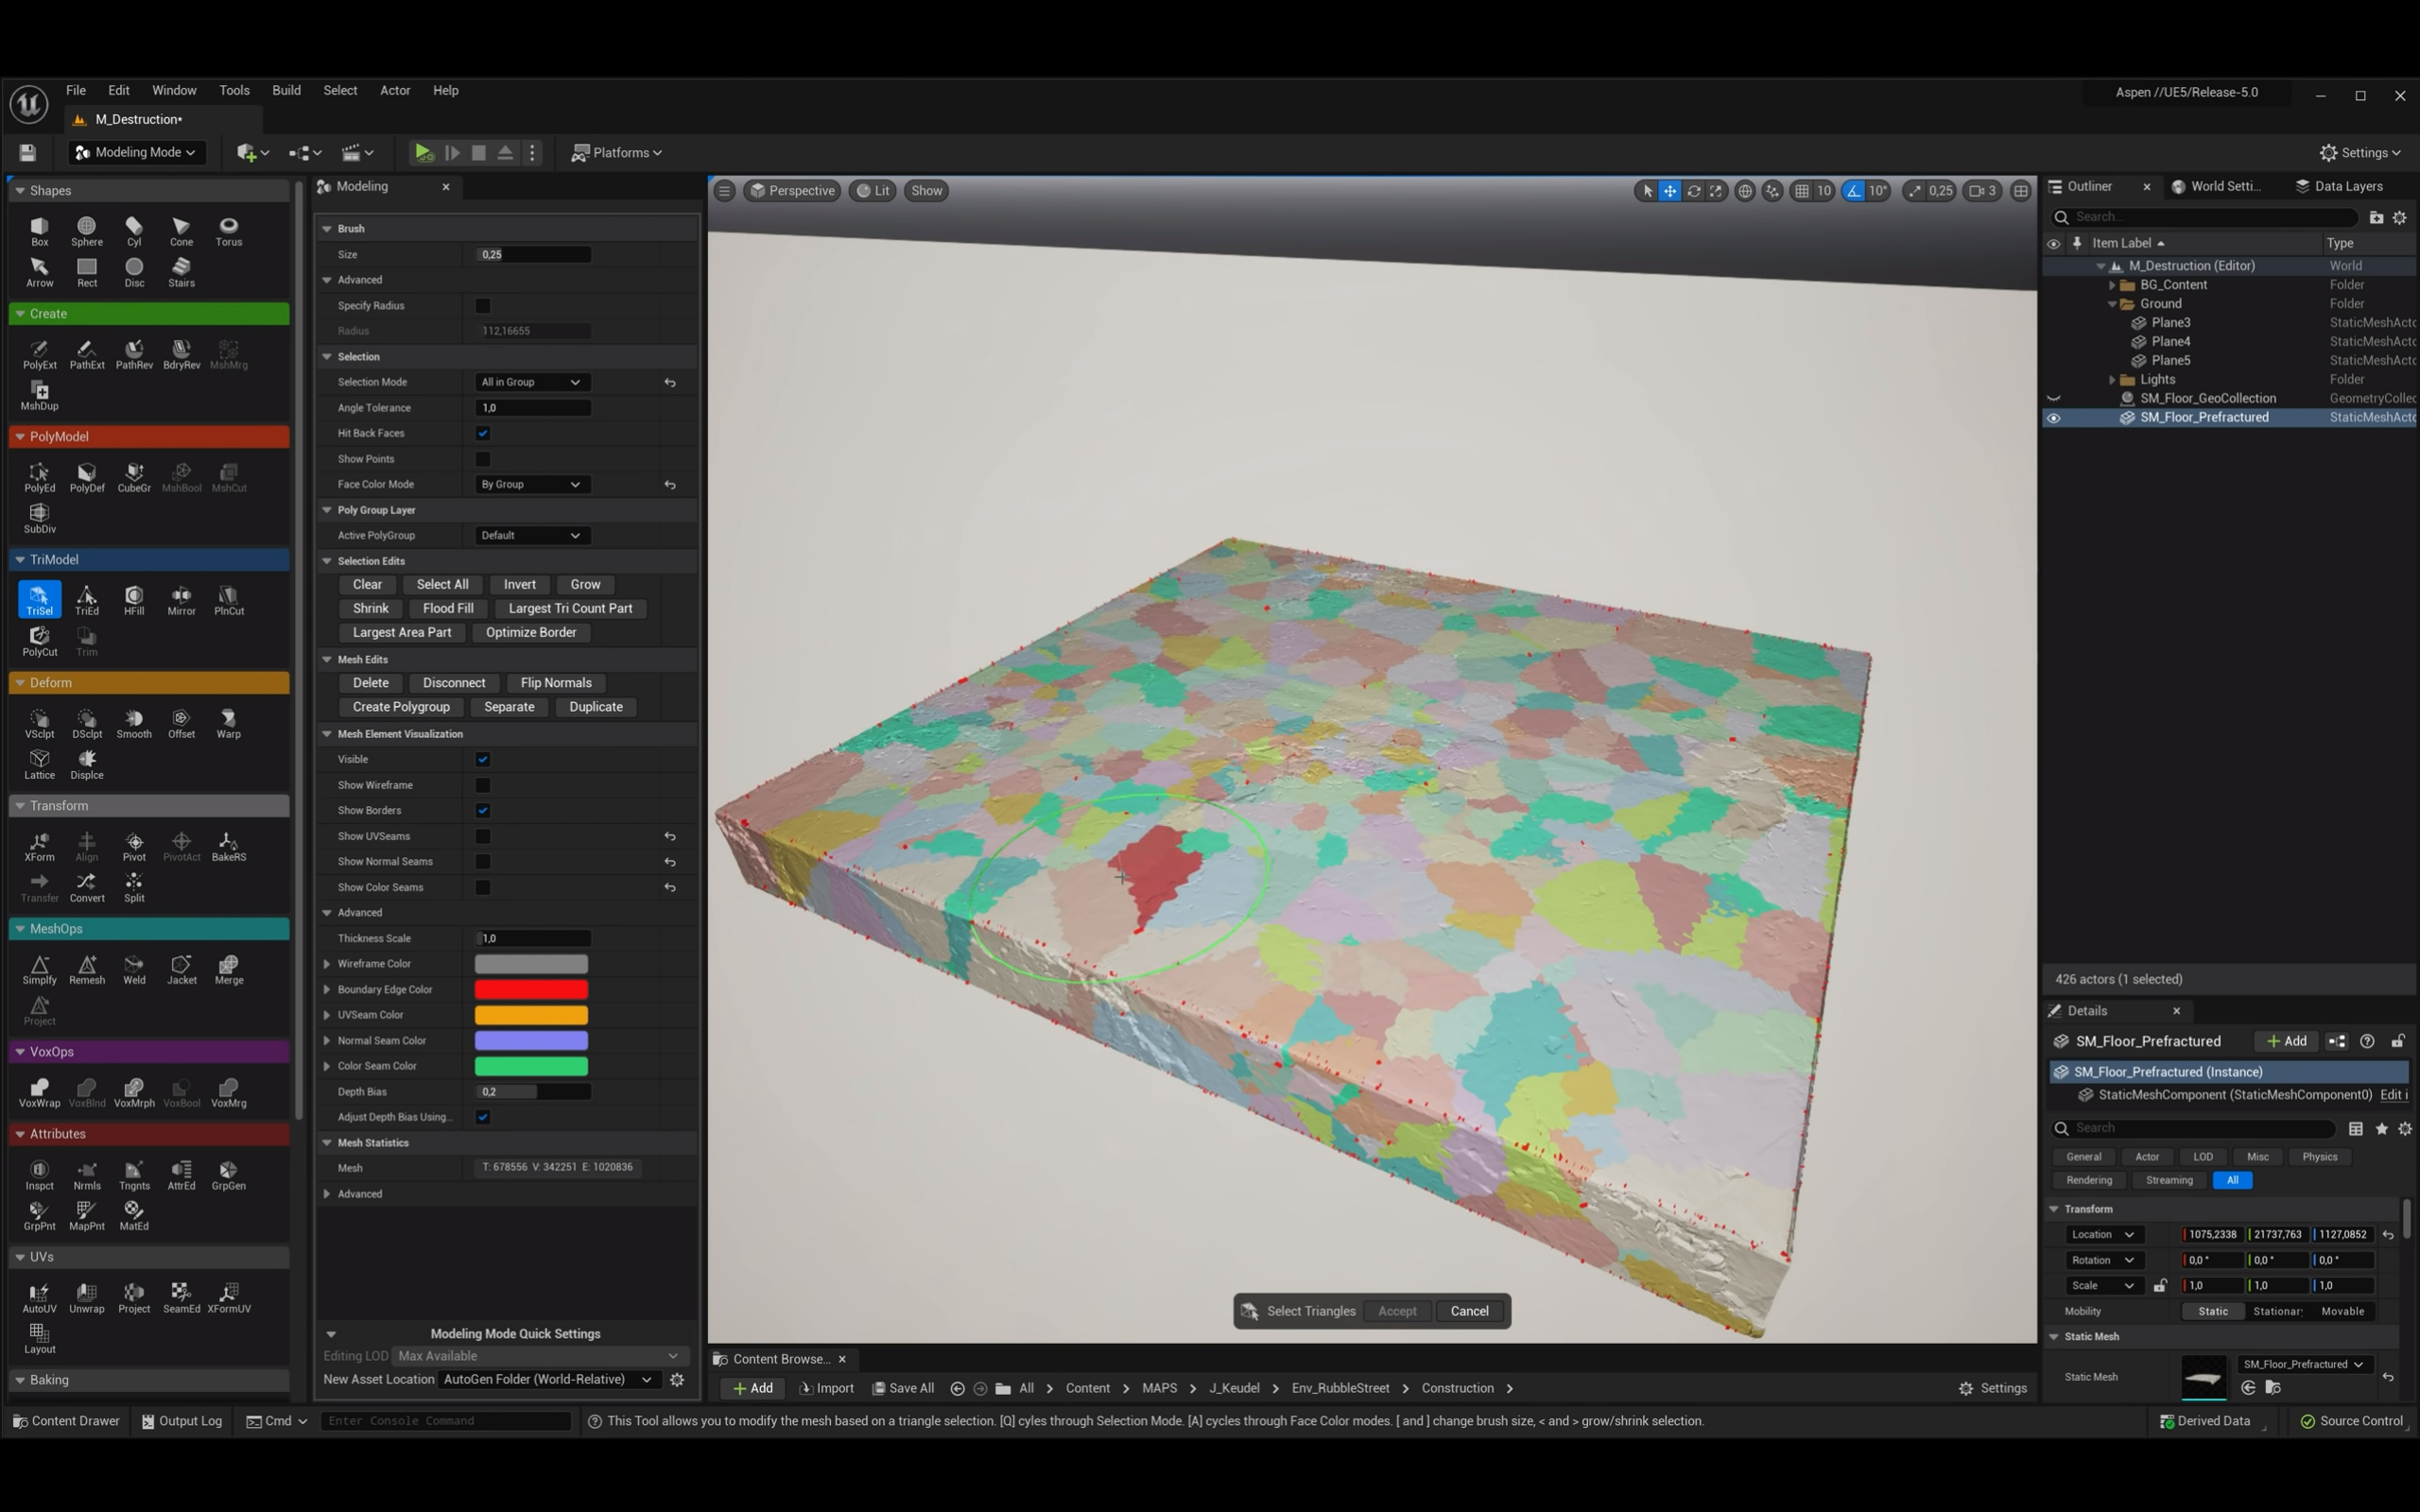 File Edit Window Tools Build Select Actor Help
Aspen //UE5/Release-5.0
M_Destruction*
Modeling Mode
Platforms
Settings
Shapes
Box Sphere Cyl Cone Torus
Arrow Rect Disc Stairs
Create
PolyExt PathExt PathRev BdryRev MshMrg
MshDup
PolyModel
PolyEd PolyDef CubeGr MshBool MshCut
SubDiv
TriModel
TriSel TriEd HFill Mirror PlnCut
PolyCut Trim
Deform
VSclpt DSclpt Smooth Offset Warp
Lattice Displce
Transform
XForm Align Pivot PivotAct BakeRS
Transfer Convert Split
MeshOps
Simplfy Remesh Weld Jacket Merge
Project
VoxOps
VoxWrap VoxBlnd VoxMrph VoxBool VoxMrg
Attributes
Inspct Nrmls Tngnts AttrEd GrpGen
GrpPnt MapPnt MatEd
UVs
AutoUV Unwrap Project SeamEd XFormUV
Layout
Baking
Modeling
Brush
Size 0,25
Advanced
Specify Radius
Radius 112,16655
Selection
Selection Mode All in Group
Angle Tolerance 1,0
Hit Back Faces
Show Points
Face Color Mode By Group
Poly Group Layer
Active PolyGroup Default
Selection Edits
Clear Select All Invert Grow
Shrink Flood Fill Largest Tri Count Part
Largest Area Part Optimize Border
Mesh Edits
Delete Disconnect Flip Normals
Create Polygroup Separate Duplicate
Mesh Element Visualization
Visible
Show Wireframe
Show Borders
Show UVSeams
Show Normal Seams
Show Color Seams
Advanced
Thickness Scale 1,0
Wireframe Color
Boundary Edge Color
UVSeam Color
Normal Seam Color
Color Seam Color
Depth Bias 0,2
Adjust Depth Bias Using...
Mesh Statistics
Mesh T: 678556 V: 342251 E: 1020836
Advanced
Modeling Mode Quick Settings
Editing LOD Max Available
New Asset Location AutoGen Folder (World-Relative)
Perspective Lit Show
10 10° 0,25 3
Select Triangles Accept Cancel
Outliner World Setti... Data Layers
Search...
Item Label Type
M_Destruction (Editor) World
BG_Content Folder
Ground Folder
Plane3 StaticMeshActo
Plane4 StaticMeshActo
Plane5 StaticMeshActo
Lights Folder
SM_Floor_GeoCollection GeometryCollec
SM_Floor_Prefractured StaticMeshActo
426 actors (1 selected)
Details
SM_Floor_Prefractured Add
SM_Floor_Prefractured (Instance)
StaticMeshComponent (StaticMeshComponent0) Edit i
Search
General Actor LOD Misc Physics
Rendering Streaming All
Transform
Location 1075,2338 21737,763 1127,0852
Rotation 0,0 ° 0,0 ° 0,0 °
Scale 1,0 1,0 1,0
Mobility Static Stationar Movable
Static Mesh
Static Mesh SM_Floor_Prefractured
Content Browse...
Add Import Save All All > Content > MAPS > J_Keudel > Env_RubbleStreet > Construction > Settings
Content Drawer Output Log Cmd Enter Console Command This Tool allows you to modify the mesh based on a triangle selection. [Q] cyles through Selection Mode. [A] cycles through Face Color modes. [ and ] change brush size, < and > grow/shrink selection. Derived Data Source Control